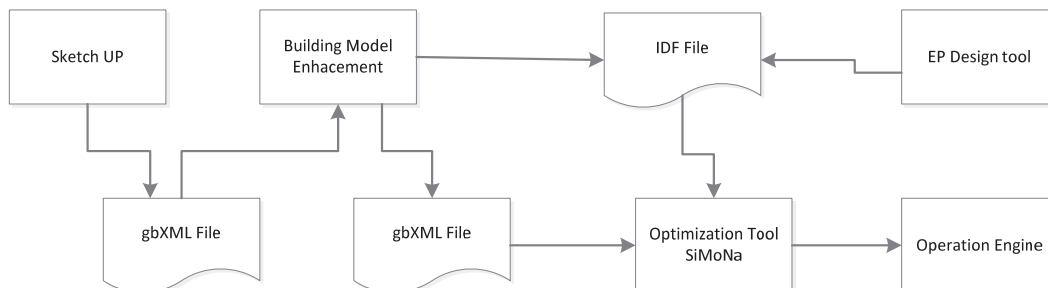 Sketch UP
Building Model
Enhacement
IDF File
EP Design tool
gbXML File
gbXML File
Optimization Tool
SiMoNa
Operation Engine